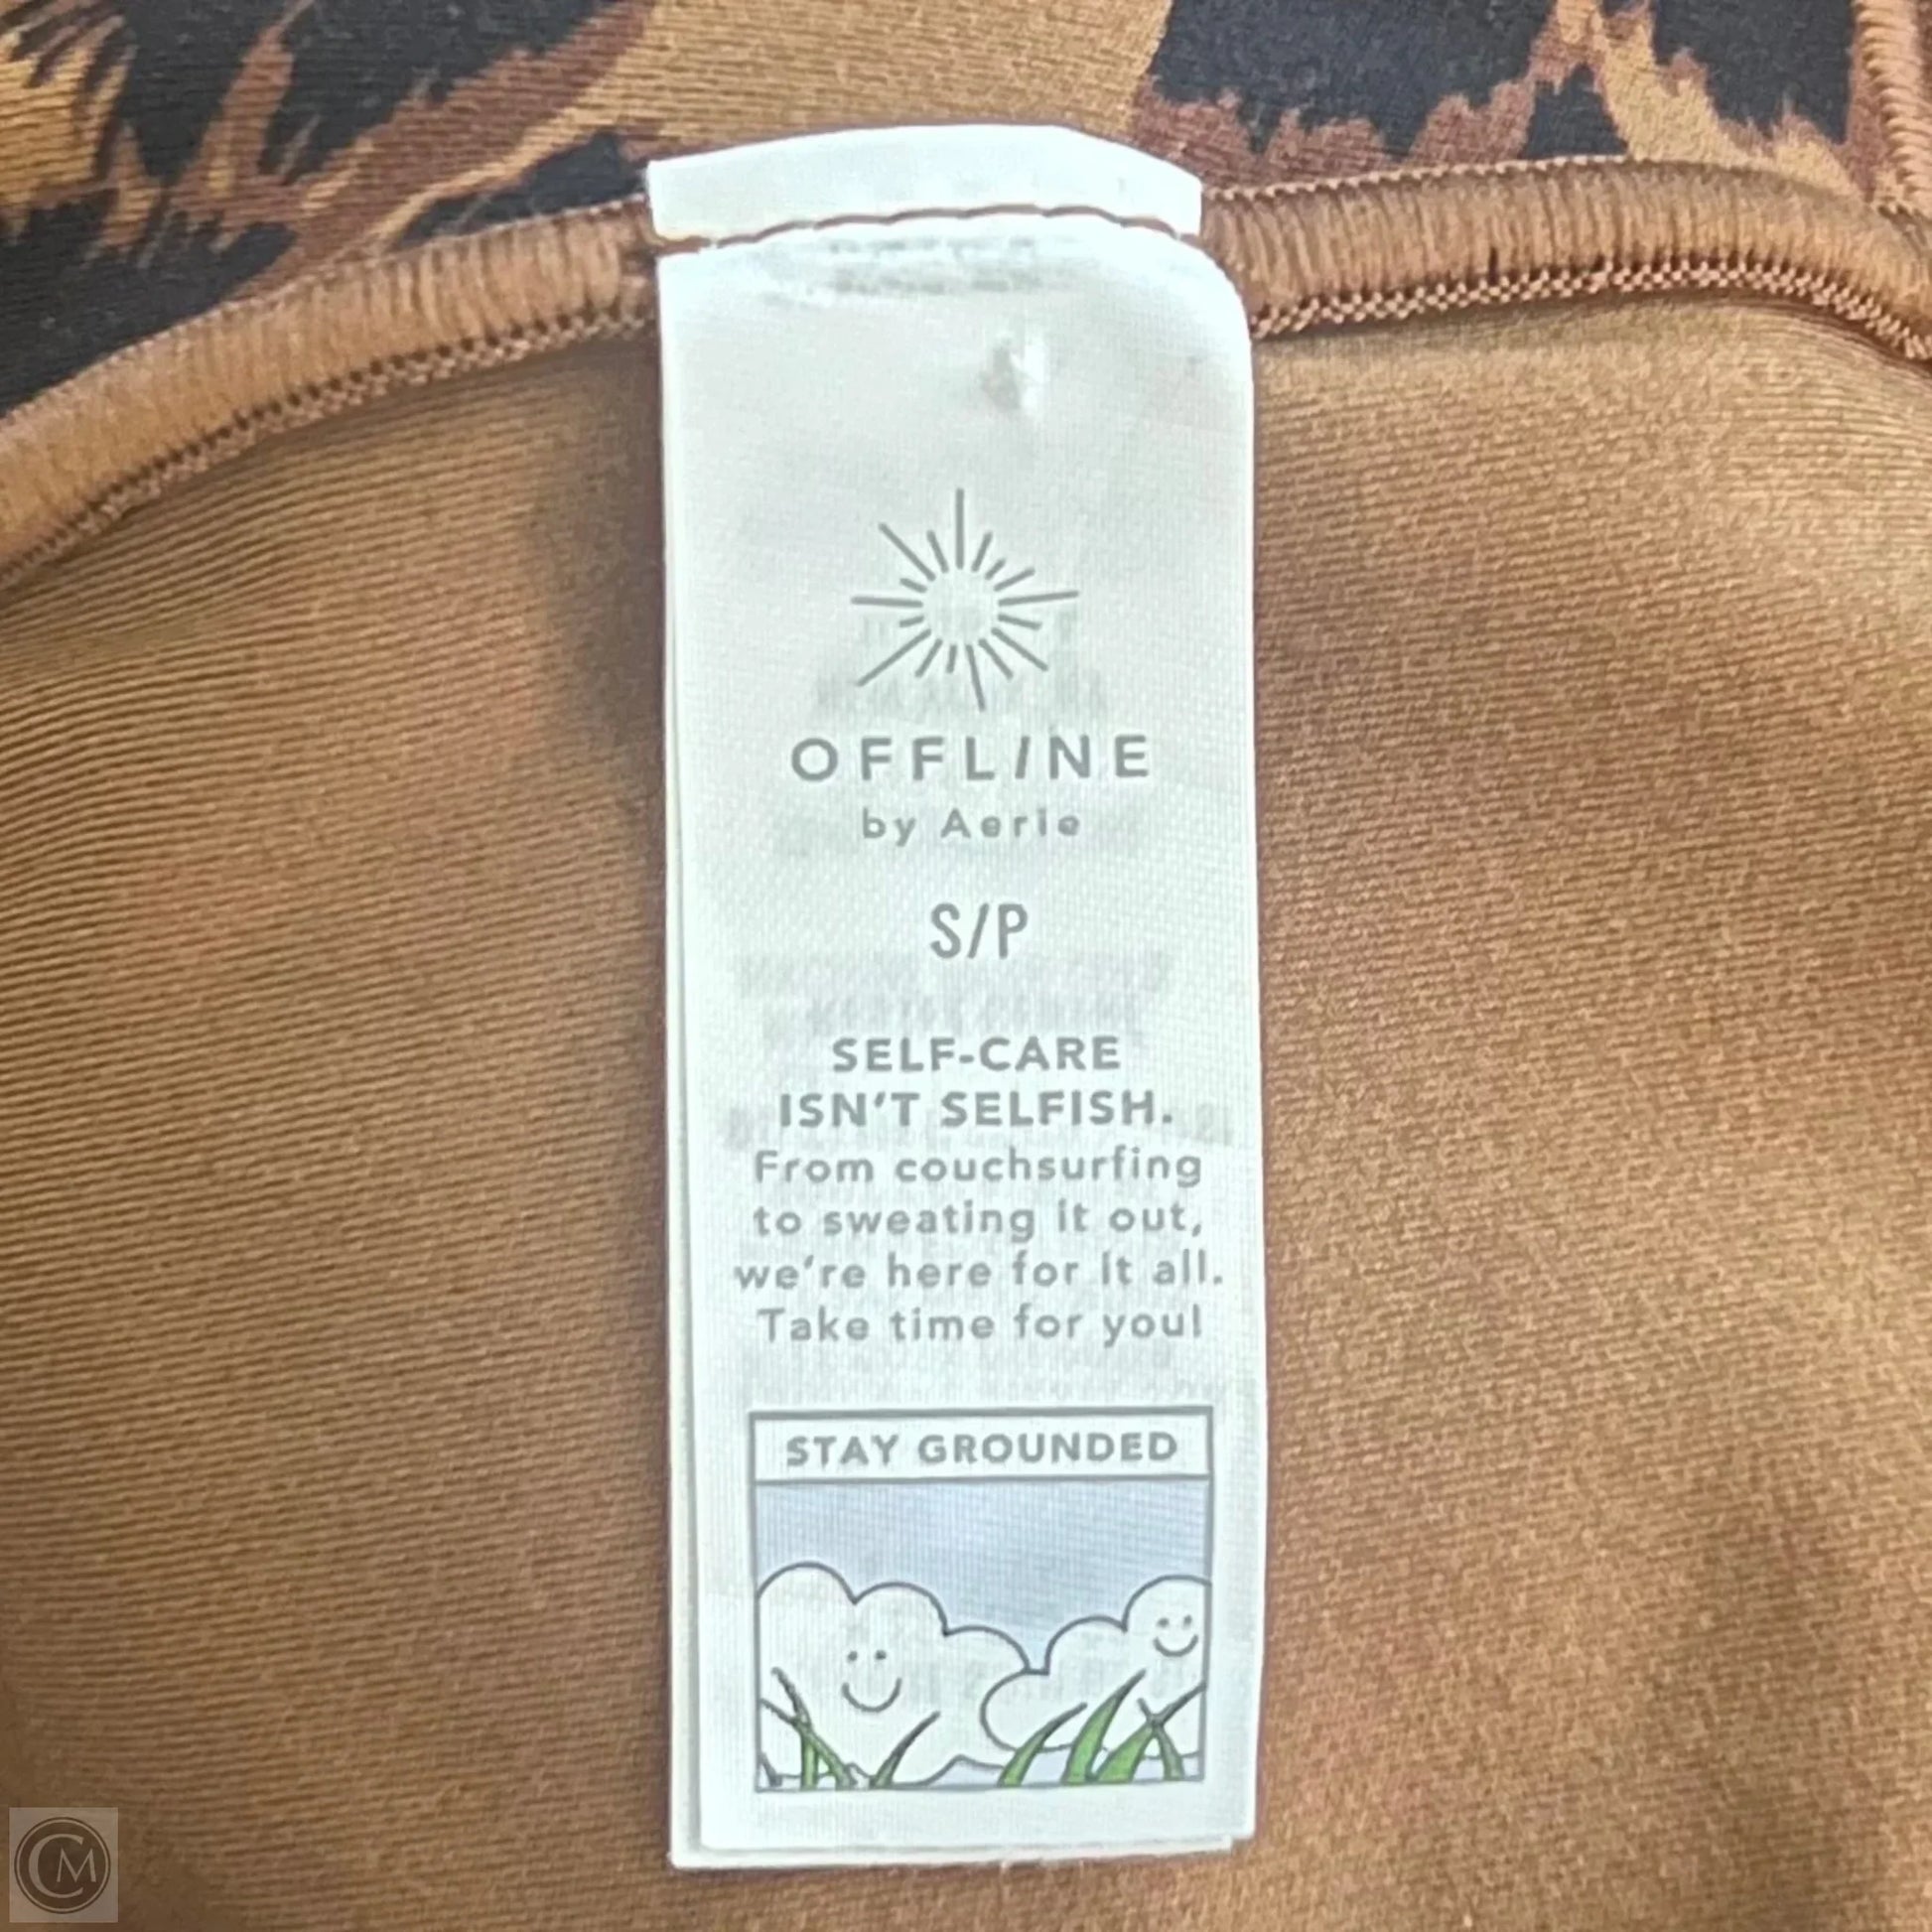 OFFLINE
by Aerie
S/P
SELF-CARE
ISN'T SELFISH.
From couchsurfing
to sweating it out,
we're here for it all.
Take time for you!
STAY GROUNDED
CM